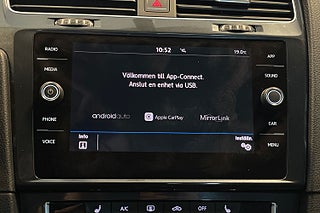 10:52
19.0°C
RADIO
APP
Välkommen till App-Connect.
Anslut en enhet via USB.
MEDIA
SOUND
androidauto
Apple CarPlay
MirrorLink
PHONE
CAR
Info
Inställn.
VOICE
MENU
A/C